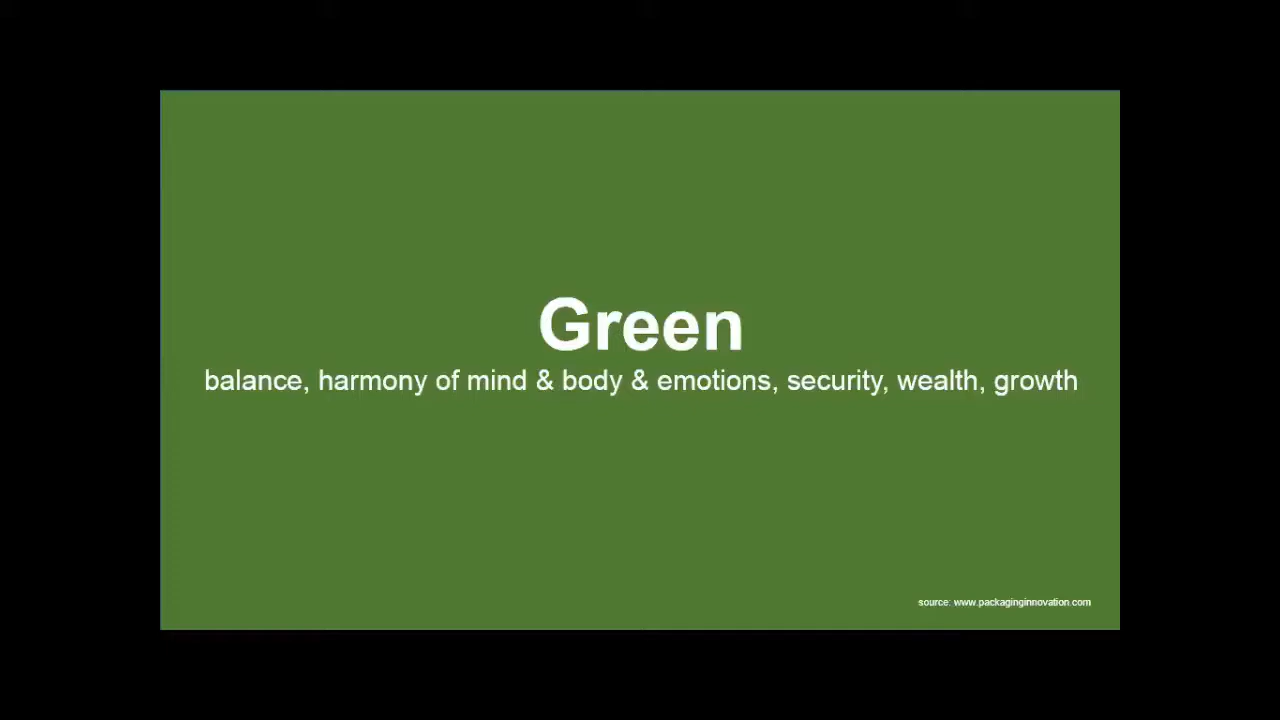 Green
balance, harmony of mind & body & emotions, security, wealth, growth
source: www.packaginginnovation.com